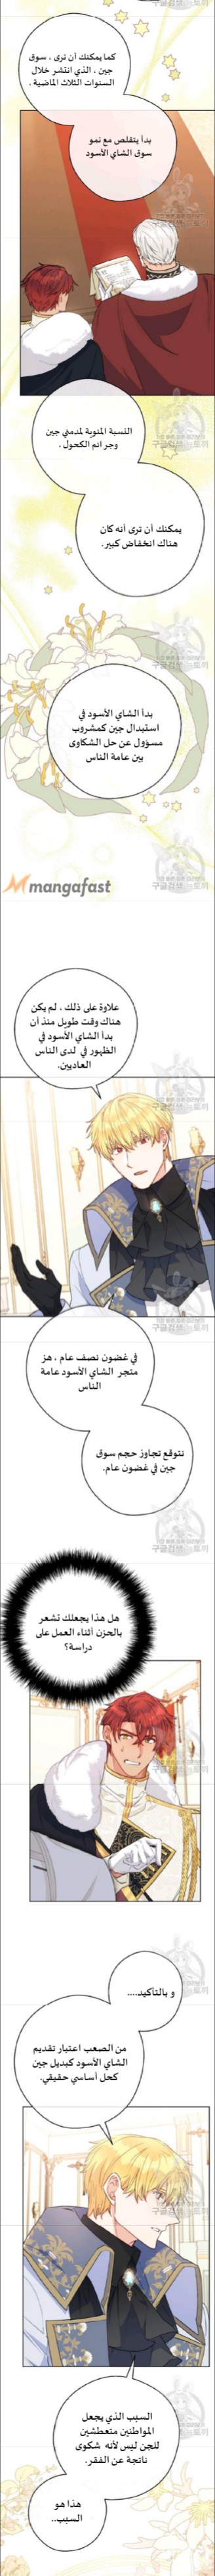 كما يمكنك أن ترى ، سوق
جين ، الذي انتشر خلال
السنوات الثلاث الماضية ،
بدأ يتقلص مع نمو
سوق الشاي الأسود
النسبة المئوية لمدمني جين
وجرائم الكحول ،
يمكنك أن ترى أنه كان
هناك انخفاض كبير.
بدأ الشاي الأسود في
استبدال جين كمشروب
مسؤول عن حل الشكاوى
بين عامة الناس
mangafast
علاوة على ذلك ، لم يكن
هناك وقت طويل منذ أن
بدأ الشاي الأسود في
الظهور في لدى الناس
العاديين.
في غضون نصف عام ، هز
متجر الشاي الأسود عامة
الناس
نتوقع تجاوز حجم سوق
جين في غضون عام.
هل هذا يجعلك تشعر
بالحزن أثناء العمل على
دراسة؟
و بالتأكيد....
من الصعب اعتبار تقديم
الشاي الأسود كبديل جين
كحل أساسي حقيقي.
السبب الذي يجعل
المواطنين متعطشين
للجن ليس لأنه شكوى
ناتجة عن الفقر.
هذا هو
السبب..